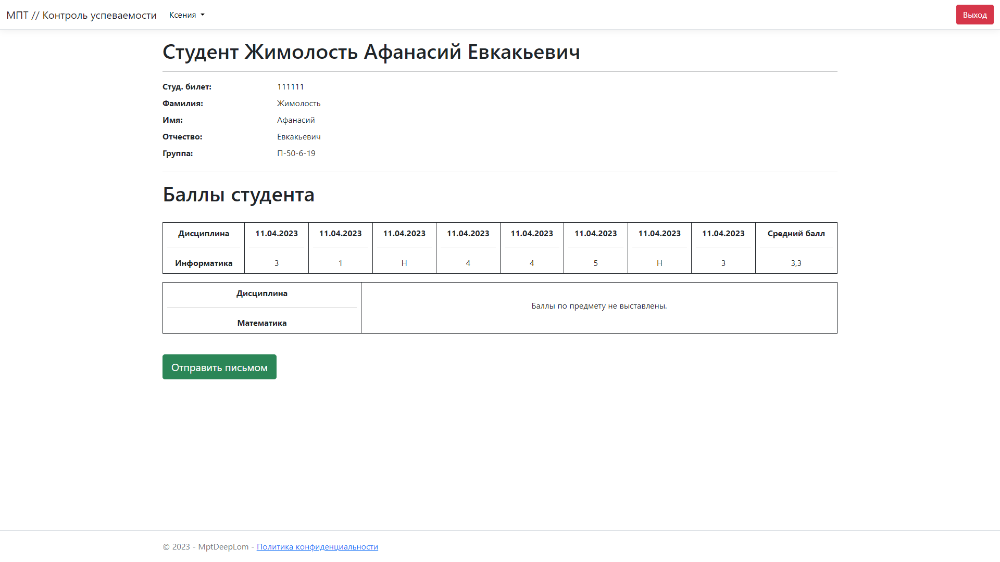 МПТ // Контроль успеваемости Ксения Выход
Студент Жимолость Афанасий Евкакьевич
Студ. билет: 111111
Фамилия: Жимолость
Имя: Афанасий
Отчество: Евкакьевич
Группа: П-50-6-19
Баллы студента
Дисциплина 11.04.2023 11.04.2023 11.04.2023 11.04.2023 11.04.2023 11.04.2023 11.04.2023 11.04.2023 Средний балл
Информатика 3 1 Н 4 4 5 Н 3 3,3
Дисциплина
Баллы по предмету не выставлены.
Математика
Отправить письмом
© 2023 - MptDeepLom - Политика конфиденциальности